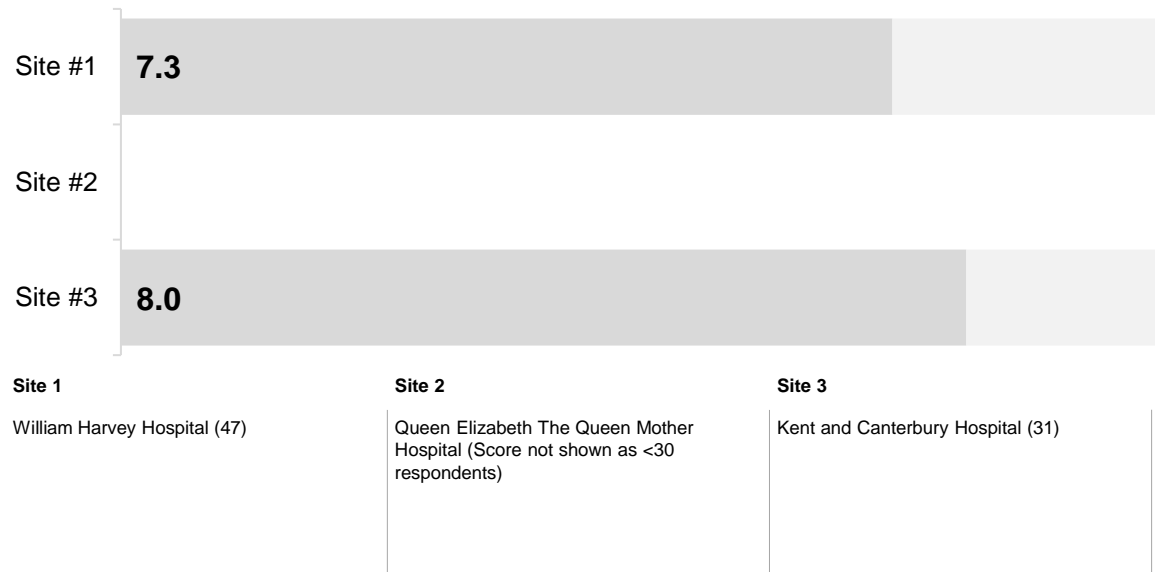 Site #1
7.3
Site #2
Site #3
8.0
Site 1
William Harvey Hospital (47)
Site 2
Queen Elizabeth The Queen Mother
Hospital (Score not shown as <30
respondents)
Site 3
Kent and Canterbury Hospital (31)